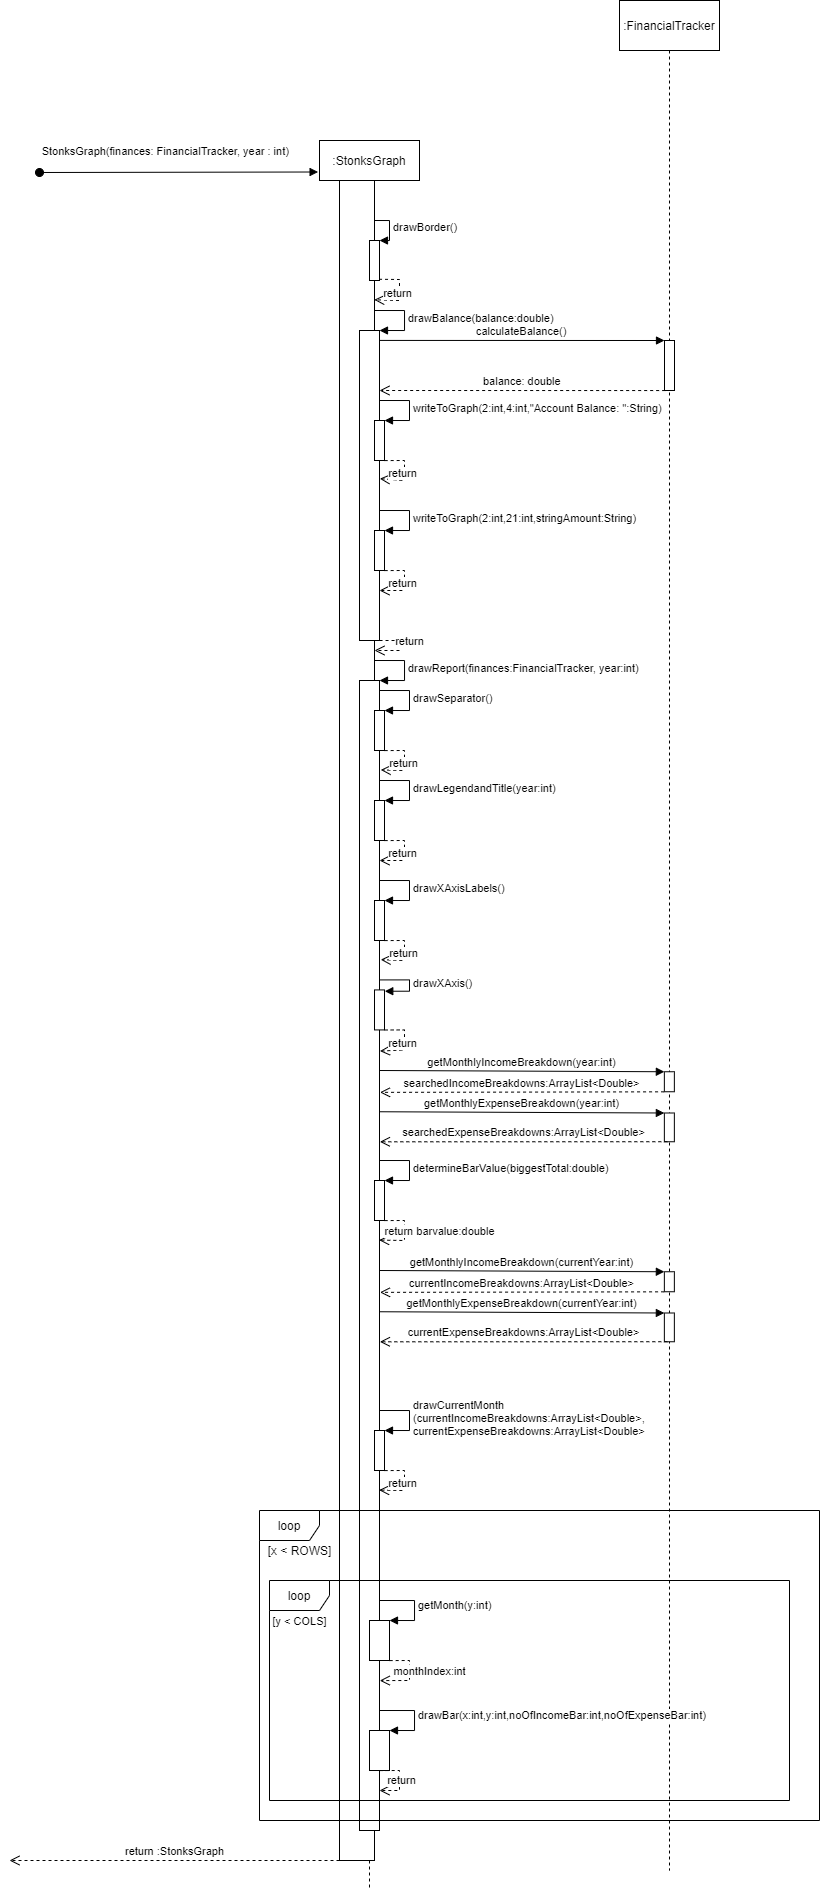 :FinancialTracker
StonksGraph(finances: FinancialTracker, year : int)
:StonksGraph
drawBorder()
return
drawBalance(balance:double)
calculateBalance()
balance: double
writeToGraph(2:int,4:int,"Account Balance: ":String)
return
writeToGraph(2:int,21:int,stringAmount:String)
return
return
drawReport(finances:FinancialTracker, year:int)
drawSeparator()
return
drawLegendandTitle(year:int)
return
drawXAxisLabels()
return
drawXAxis()
return
getMonthlyIncomeBreakdown(year:int)
searchedIncomeBreakdowns:ArrayList<Double>
getMonthlyExpenseBreakdown(year:int)
searchedExpenseBreakdowns:ArrayList<Double>
determineBarValue(biggestTotal:double)
return barvalue:double
getMonthlyIncomeBreakdown(currentYear:int)
currentIncomeBreakdowns:ArrayList<Double>
getMonthlyExpenseBreakdown(currentYear:int)
currentExpenseBreakdowns:ArrayList<Double>
drawCurrentMonth
(currentIncomeBreakdowns:ArrayList<Double>,
currentExpenseBreakdowns:ArrayList<Double>
return
loop
[x < ROWS]
loop
[y < COLS]
getMonth(y:int)
monthIndex:int
drawBar(x:int,y:int,noOfIncomeBar:int,noOfExpenseBar:int)
return
return :StonksGraph